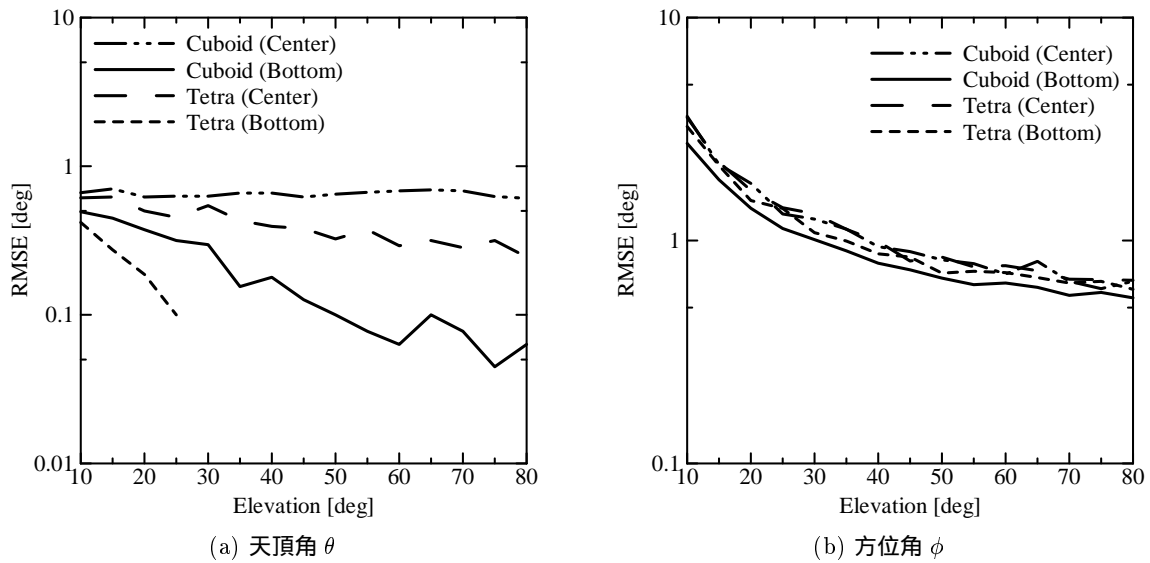 10
1
0.1
0.01
RMSE [deg]
Cuboid (Center)
Cuboid (Bottom)
Tetra (Center)
Tetra (Bottom)
10 20 30 40 50 60 70 80
Elevation [deg]
(a) 天頂角 θ
10
1
0.1
RMSE [deg]
Cuboid (Center)
Cuboid (Bottom)
Tetra (Center)
Tetra (Bottom)
10 20 30 40 50 60 70 80
Elevation [deg]
(b) 方位角 ϕ